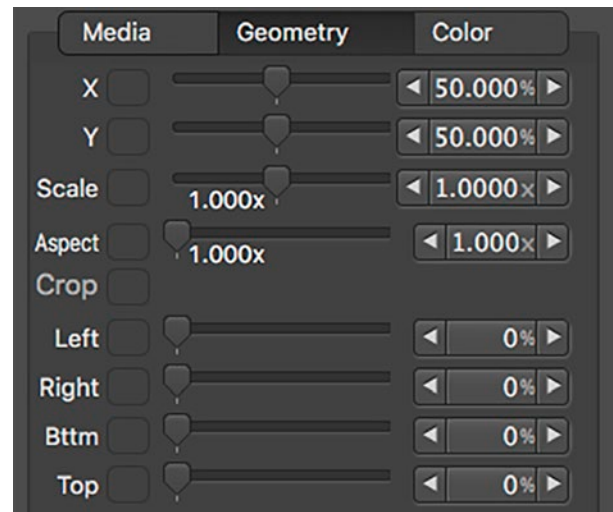 Media Geometry Color
X 50.000%
Y 50.000%
Scale 1.000x 1.0000x
Aspect 1.000x 1.000x
Crop
Left 0%
Right 0%
Bttm 0%
Top 0%